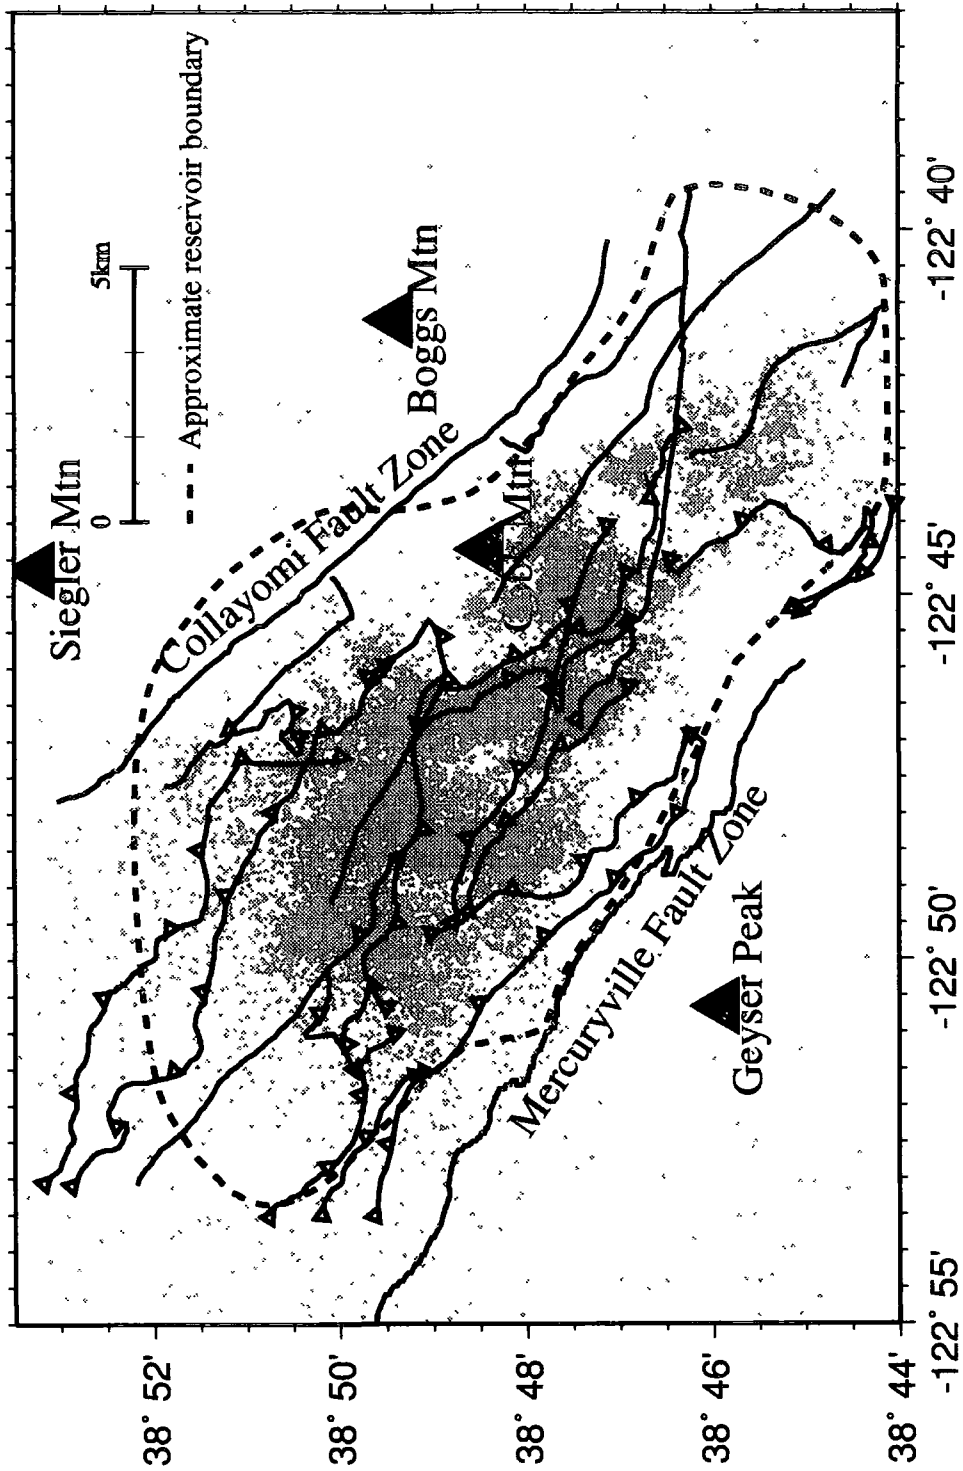 Siegler Mtn
0 5km
Approximate reservoir boundary
Collayomi Fault Zone
Boggs Mtn
Cobb Mtn
Mercuryville Fault Zone
Geyser Peak
38° 52'
38° 50'
38° 48'
38° 46'
38° 44'
-122° 55'
-122° 50'
-122° 45'
-122° 40'